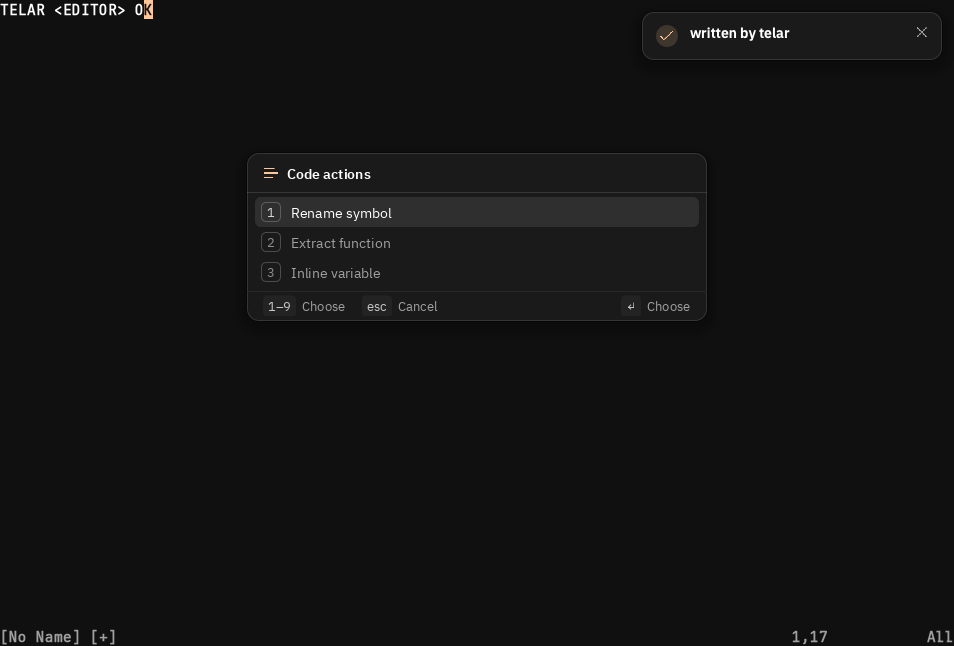 TELAR <EDITOR> OK
written by telar
Code actions
1 Rename symbol
2 Extract function
3 Inline variable
1–9 Choose esc Cancel ↵ Choose
[No Name] [+] 1,17 All